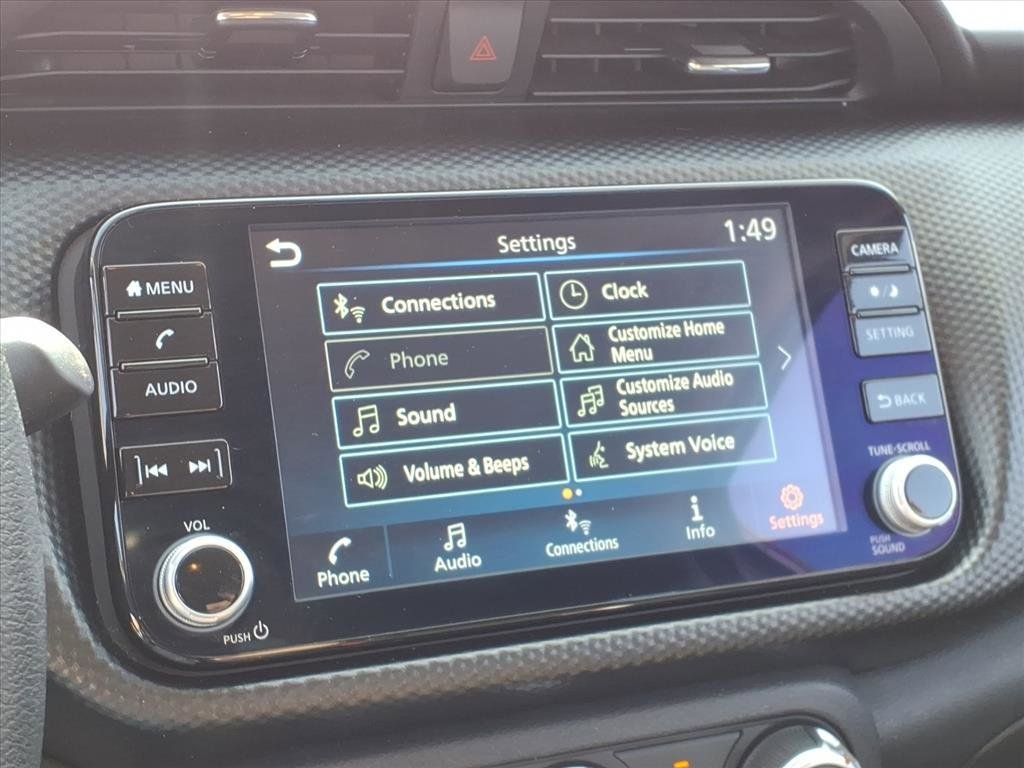 Settings
1:49
Connections
Clock
Phone
Customize Home
Menu
Sound
Customize Audio
Sources
Volume & Beeps
System Voice
Phone
Audio
Connections
Info
Settings
MENU
AUDIO
VOL
PUSH
CAMERA
SETTING
BACK
TUNE·SCROLL
PUSH
SOUND